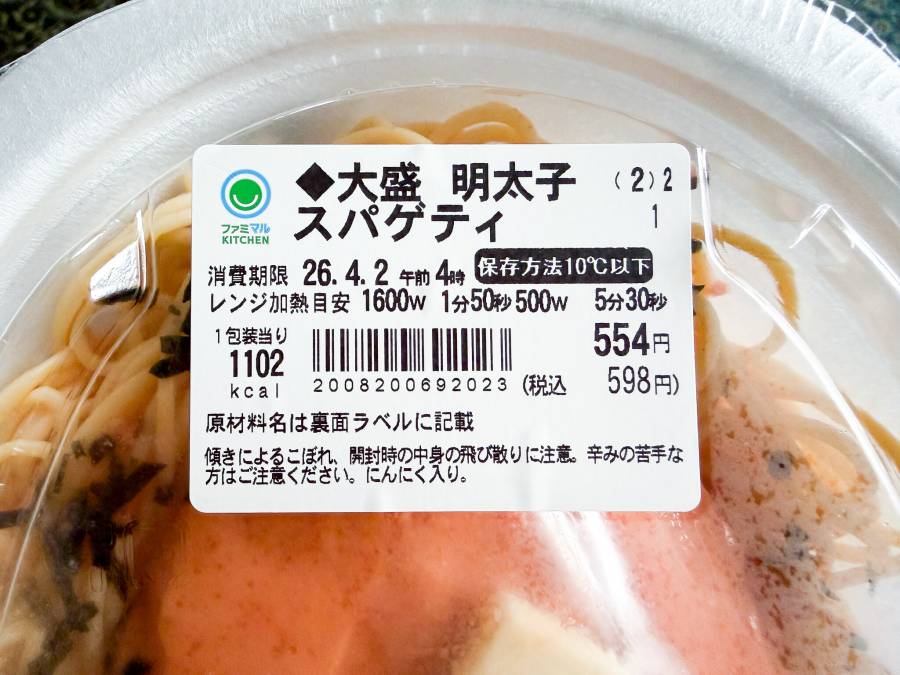 ◆大盛 明太子 (2)2
スパゲティ 1
ファミマル
KITCHEN
消費期限 26.4.2 午前 4時 保存方法10℃以下
レンジ加熱目安 1600W 1分50秒 500W 5分30秒
1包装当り
1102
kcal
2008200692023
554円
(税込 598円)
原材料名は裏面ラベルに記載
傾きによるこぼれ、開封時の中身の飛び散りに注意。辛みの苦手な
方はご注意ください。にんにく入り。